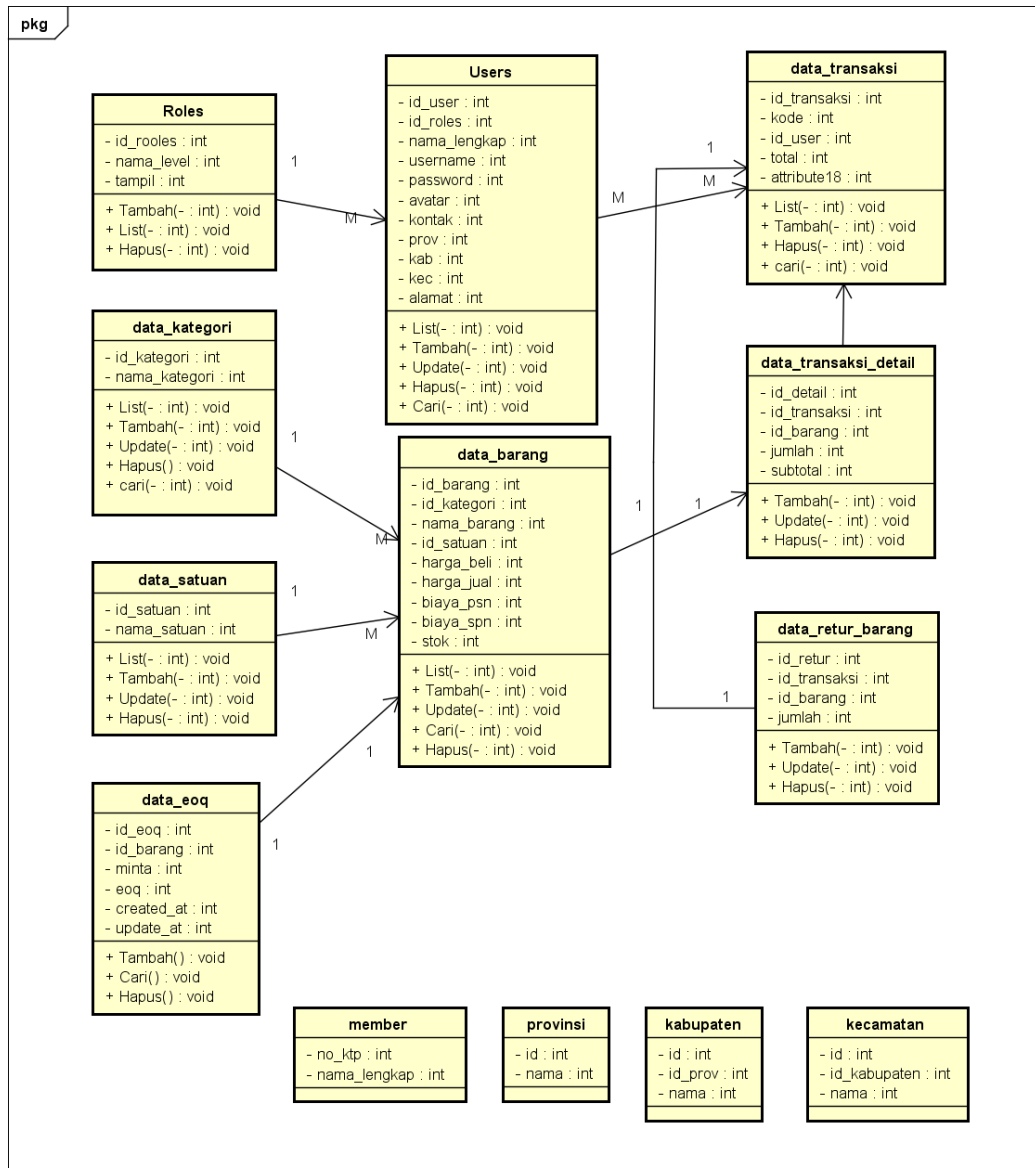 pkg
Roles
- id_rooles : int
- nama_level : int
- tampil : int
+ Tambah(- : int) : void
+ List(- : int) : void
+ Hapus(- : int) : void
1
M
Users
- id_user : int
- id_roles : int
- nama_lengkap : int
- username : int
- password : int
- avatar : int
- kontak : int
- prov : int
- kab : int
- kec : int
- alamat : int
+ List(- : int) : void
+ Tambah(- : int) : void
+ Update(- : int) : void
+ Hapus(- : int) : void
+ Cari(- : int) : void
M
1
M
data_transaksi
- id_transaksi : int
- kode : int
- id_user : int
- total : int
- attribute18 : int
+ List(- : int) : void
+ Tambah(- : int) : void
+ Hapus(- : int) : void
+ cari(- : int) : void
data_kategori
- id_kategori : int
- nama_kategori : int
+ List(- : int) : void
+ Tambah(- : int) : void
+ Update(- : int) : void
+ Hapus() : void
+ cari(- : int) : void
1
M
data_barang
- id_barang : int
- id_kategori : int
- nama_barang : int
- id_satuan : int
- harga_beli : int
- harga_jual : int
- biaya_psn : int
- biaya_spn : int
- stok : int
+ List(- : int) : void
+ Tambah(- : int) : void
+ Update(- : int) : void
+ Cari(- : int) : void
+ Hapus(- : int) : void
1
1
data_transaksi_detail
- id_detail : int
- id_transaksi : int
- id_barang : int
- jumlah : int
- subtotal : int
+ Tambah(- : int) : void
+ Update(- : int) : void
+ Hapus(- : int) : void
data_satuan
- id_satuan : int
- nama_satuan : int
+ List(- : int) : void
+ Tambah(- : int) : void
+ Update(- : int) : void
+ Hapus(- : int) : void
1
M
data_retur_barang
- id_retur : int
- id_transaksi : int
- id_barang : int
- jumlah : int
+ Tambah(- : int) : void
+ Update(- : int) : void
+ Hapus(- : int) : void
1
data_eoq
- id_eoq : int
- id_barang : int
- minta : int
- eoq : int
- created_at : int
- update_at : int
+ Tambah() : void
+ Cari() : void
+ Hapus() : void
1
1
member
- no_ktp : int
- nama_lengkap : int
provinsi
- id : int
- nama : int
kabupaten
- id : int
- id_prov : int
- nama : int
kecamatan
- id : int
- id_kabupaten : int
- nama : int